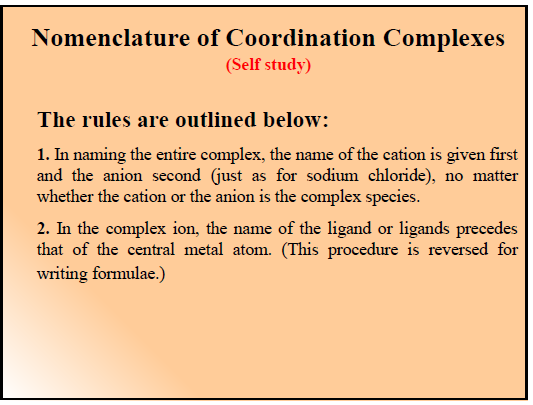 Nomenclature of Coordination Complexes
(Self study)
The rules are outlined below:
1. In naming the entire complex, the name of the cation is given first
and the anion second (just as for sodium chloride), no matter
whether the cation or the anion is the complex species.
2. In the complex ion, the name of the ligand or ligands precedes
that of the central metal atom. (This procedure is reversed for
writing formulae.)